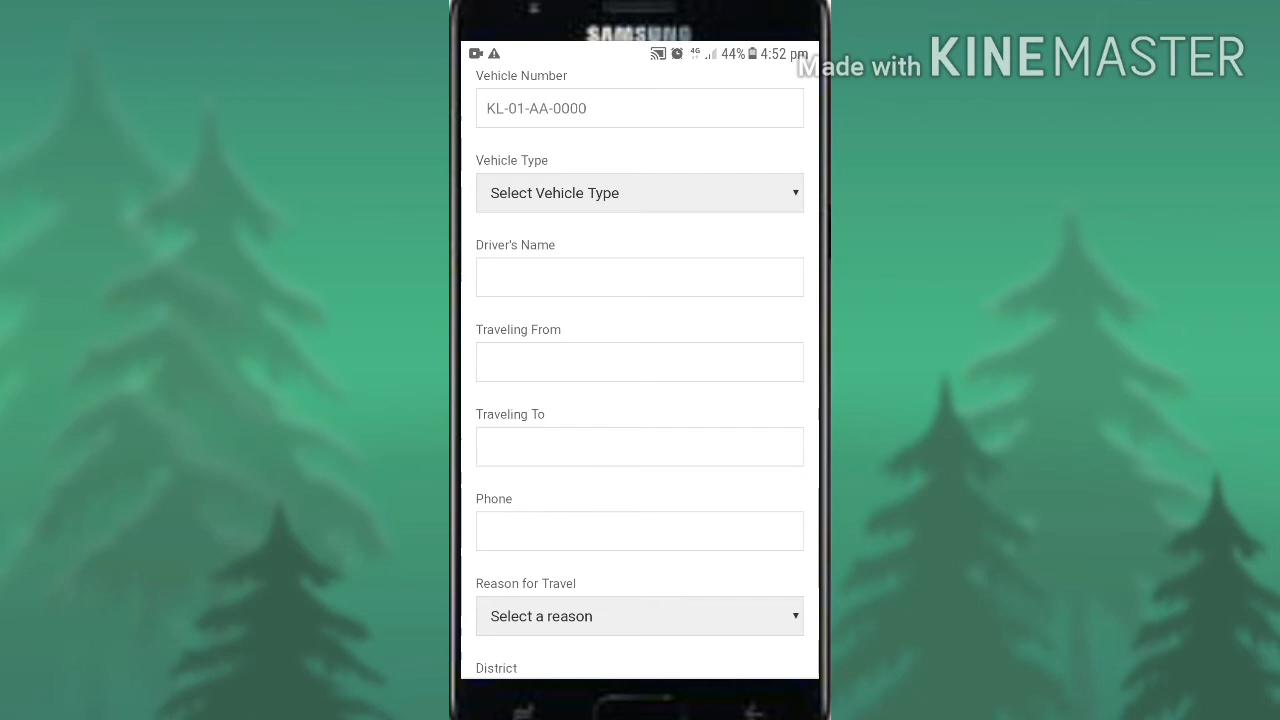 SAMSUNG
44% 4:52 pm
Made with KINEMASTER
Vehicle Number
KL-01-AA-0000
Vehicle Type
Select Vehicle Type
Driver's Name
Traveling From
Traveling To
Phone
Reason for Travel
Select a reason
District